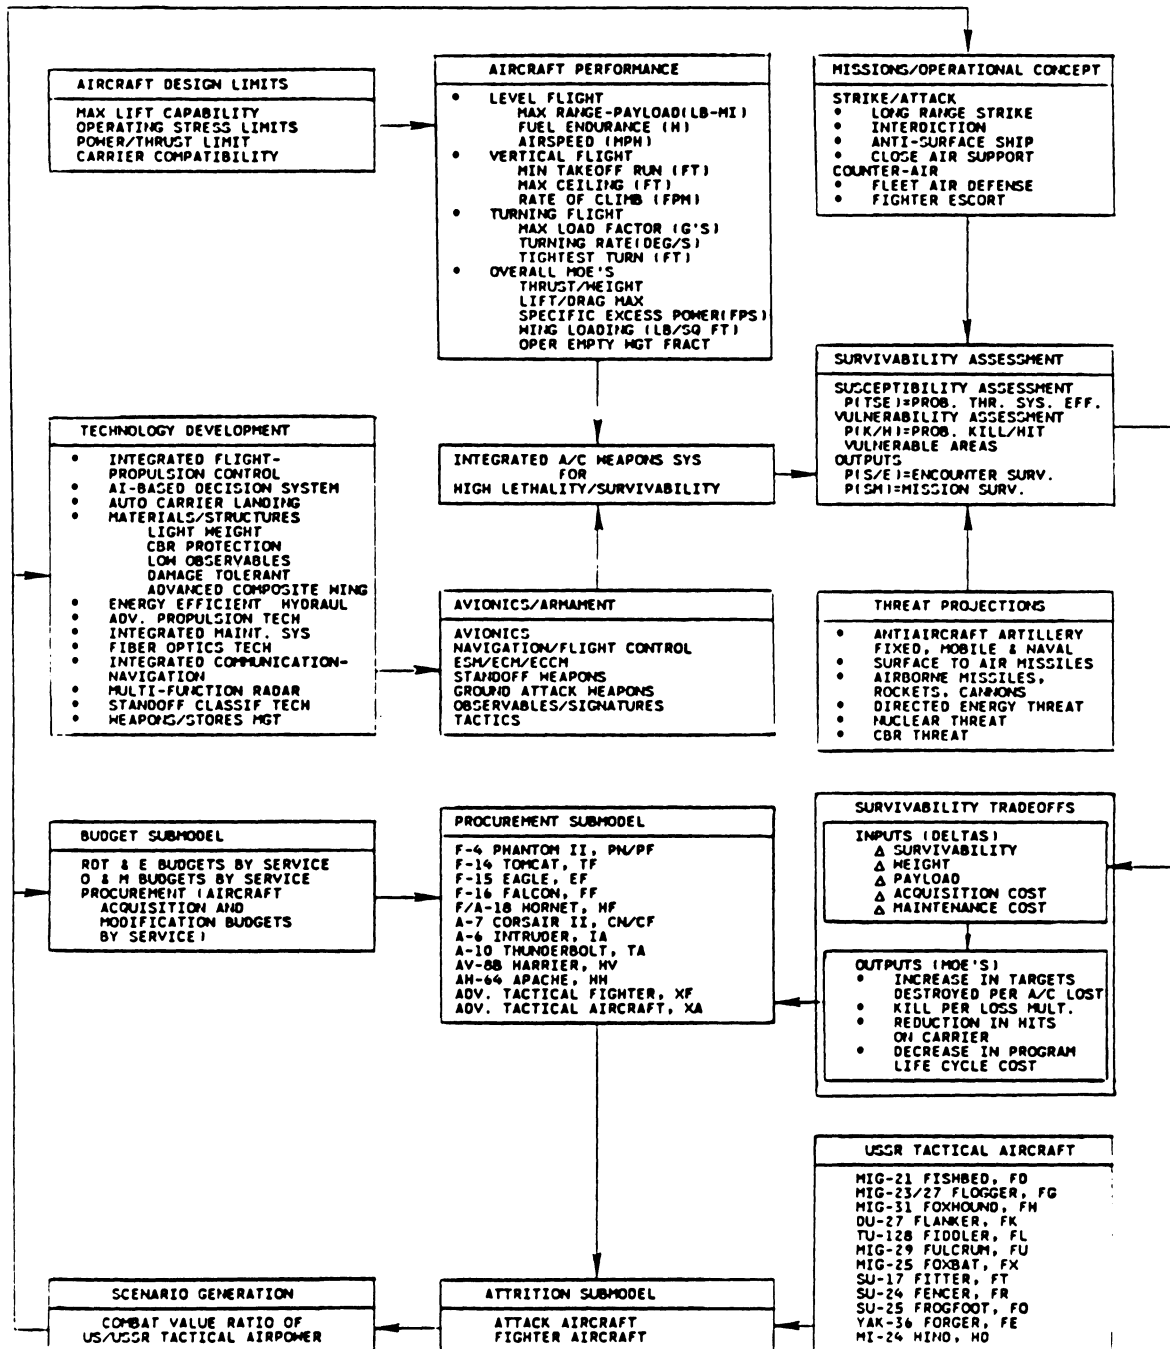 AIRCRAFT DESIGN LIMITS
MAX LIFT CAPABILITY
OPERATING STRESS LIMITS
POWER/THRUST LIMIT
CARRIER COMPATIBILITY
AIRCRAFT PERFORMANCE
• LEVEL FLIGHT
MAX RANGE-PAYLOAD(LB-MI)
FUEL ENDURANCE (H)
AIRSPEED (MPH)
• VERTICAL FLIGHT
MIN TAKEOFF RUN (FT)
MAX CEILING (FT)
RATE OF CLIMB (FPM)
• TURNING FLIGHT
MAX LOAD FACTOR (G'S)
TURNING RATE(DEG/S)
TIGHTEST TURN (FT)
• OVERALL MOE'S
THRUST/WEIGHT
LIFT/DRAG MAX
SPECIFIC EXCESS POWER(FPS)
WING LOADING (LB/SQ FT)
OPER EMPTY WGT FRACT
MISSIONS/OPERATIONAL CONCEPT
STRIKE/ATTACK
• LONG RANGE STRIKE
• INTERDICTION
• ANTI-SURFACE SHIP
• CLOSE AIR SUPPORT
COUNTER-AIR
• FLEET AIR DEFENSE
• FIGHTER ESCORT
TECHNOLOGY DEVELOPMENT
• INTEGRATED FLIGHT-
PROPULSION CONTROL
• AI-BASED DECISION SYSTEM
• AUTO CARRIER LANDING
• MATERIALS/STRUCTURES
LIGHT WEIGHT
CBR PROTECTION
LOW OBSERVABLES
DAMAGE TOLERANT
ADVANCED COMPOSITE WING
• ENERGY EFFICIENT HYDRAUL
• ADV. PROPULSION TECH
• INTEGRATED MAINT. SYS
• FIBER OPTICS TECH
• INTEGRATED COMMUNICATION-
NAVIGATION
• MULTI-FUNCTION RADAR
• STANDOFF CLASSIF TECH
• WEAPONS/STORES MGT
INTEGRATED A/C WEAPONS SYS
FOR
HIGH LETHALITY/SURVIVABILITY
SURVIVABILITY ASSESSMENT
SUSCEPTIBILITY ASSESSMENT
P(TSE)=PROB. THR. SYS. EFF.
VULNERABILITY ASSESSMENT
P(K/H)=PROB. KILL/HIT
VULNERABLE AREAS
OUTPUTS
P(S/E)=ENCOUNTER SURV.
P(SM)=MISSION SURV.
AVIONICS/ARMAMENT
AVIONICS
NAVIGATION/FLIGHT CONTROL
ESM/ECM/ECCM
STANDOFF WEAPONS
GROUND ATTACK WEAPONS
OBSERVABLES/SIGNATURES
TACTICS
THREAT PROJECTIONS
• ANTIAIRCRAFT ARTILLERY
FIXED, MOBILE & NAVAL
• SURFACE TO AIR MISSILES
• AIRBORNE MISSILES,
ROCKETS, CANNONS
• DIRECTED ENERGY THREAT
• NUCLEAR THREAT
• CBR THREAT
BUDGET SUBMODEL
RDT & E BUDGETS BY SERVICE
O & M BUDGETS BY SERVICE
PROCUREMENT (AIRCRAFT
ACQUISITION AND
MODIFICATION BUDGETS
BY SERVICE)
PROCUREMENT SUBMODEL
F-4 PHANTOM II, PN/PF
F-14 TOMCAT, TF
F-15 EAGLE, EF
F-16 FALCON, FF
F/A-18 HORNET, HF
A-7 CORSAIR II, CN/CF
A-6 INTRUDER, IA
A-10 THUNDERBOLT, TA
AV-8B HARRIER, HV
AH-64 APACHE, HH
ADV. TACTICAL FIGHTER, XF
ADV. TACTICAL AIRCRAFT, XA
SURVIVABILITY TRADEOFFS
INPUTS (DELTAS)
Δ SURVIVABILITY
Δ WEIGHT
Δ PAYLOAD
Δ ACQUISITION COST
Δ MAINTENANCE COST
OUTPUTS (MOE'S)
• INCREASE IN TARGETS
DESTROYED PER A/C LOST
• KILL PER LOSS MULT.
• REDUCTION IN HITS
ON CARRIER
• DECREASE IN PROGRAM
LIFE CYCLE COST
USSR TACTICAL AIRCRAFT
MIG-21 FISHBED, FD
MIG-23/27 FLOGGER, FG
MIG-31 FOXHOUND, FH
DU-27 FLANKER, FK
TU-128 FIDDLER, FL
MIG-29 FULCRUM, FU
MIG-25 FOXBAT, FX
SU-17 FITTER, FT
SU-24 FENCER, FR
SU-25 FROGFOOT, FO
YAK-36 FORGER, FE
MI-24 HIND, HD
SCENARIO GENERATION
COMBAT VALUE RATIO OF
US/USSR TACTICAL AIRPOWER
ATTRITION SUBMODEL
ATTACK AIRCRAFT
FIGHTER AIRCRAFT